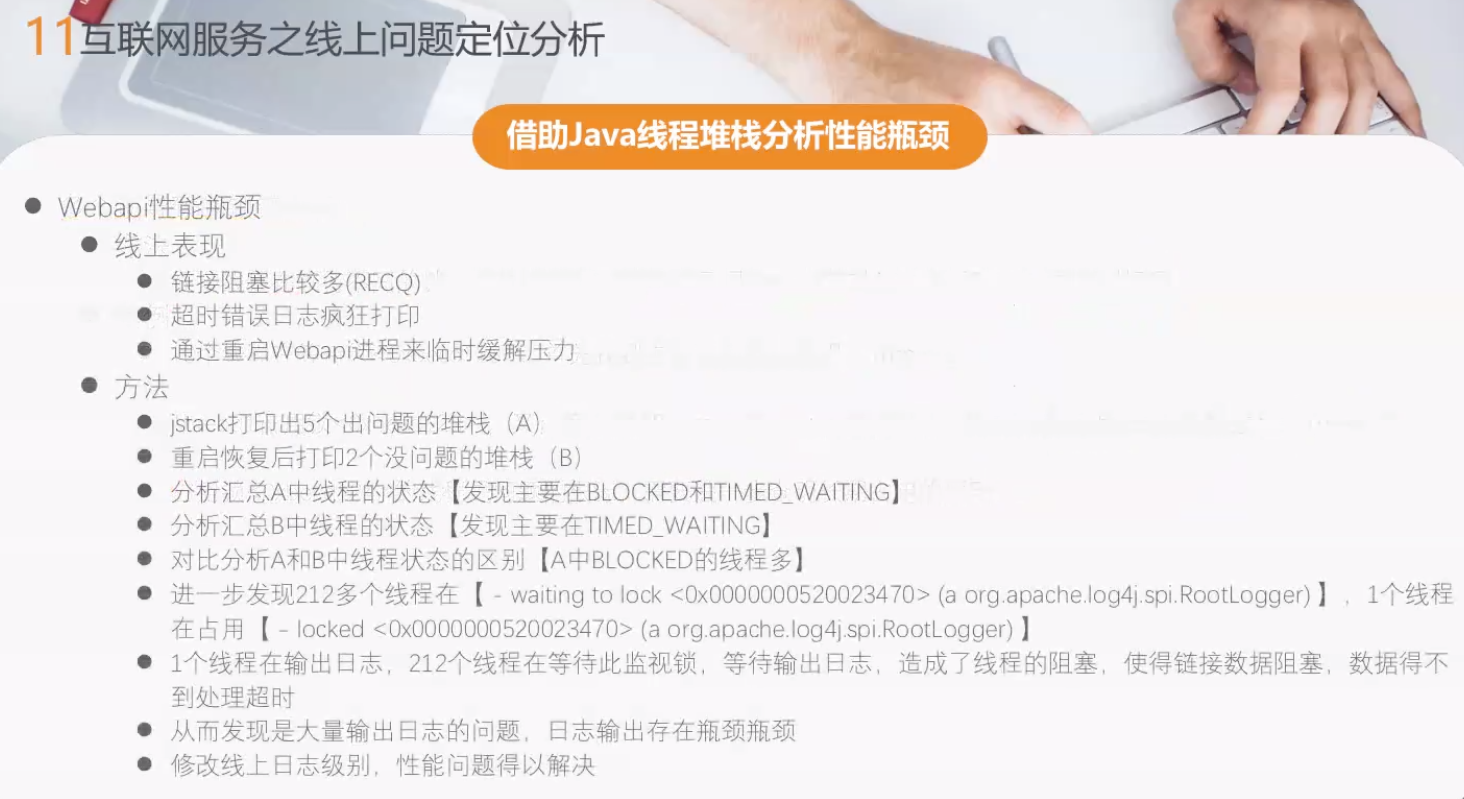 11互联网服务之线上问题定位分析
借助Java线程堆栈分析性能瓶颈
● Webapi性能瓶颈
● 线上表现
● 链接阻塞比较多(RECQ)
● 超时错误日志疯狂打印
● 通过重启Webapi进程来临时缓解压力
● 方法
● jstack打印出5个出问题的堆栈（A）
● 重启恢复后打印2个没问题的堆栈（B）
● 分析汇总A中线程的状态【发现主要在BLOCKED和TIMED_WAITING】
● 分析汇总B中线程的状态【发现主要在TIMED_WAITING】
● 对比分析A和B中线程状态的区别【A中BLOCKED的线程多】
● 进一步发现212多个线程在【 - waiting to lock <0x0000000520023470> (a org.apache.log4j.spi.RootLogger) 】，1个线程
在占用【 - locked <0x0000000520023470> (a org.apache.log4j.spi.RootLogger) 】
● 1个线程在输出日志，212个线程在等待此监视锁，等待输出日志，造成了线程的阻塞，使得链接数据阻塞，数据得不
到处理超时
● 从而发现是大量输出日志的问题，日志输出存在瓶颈瓶颈
● 修改线上日志级别，性能问题得以解决